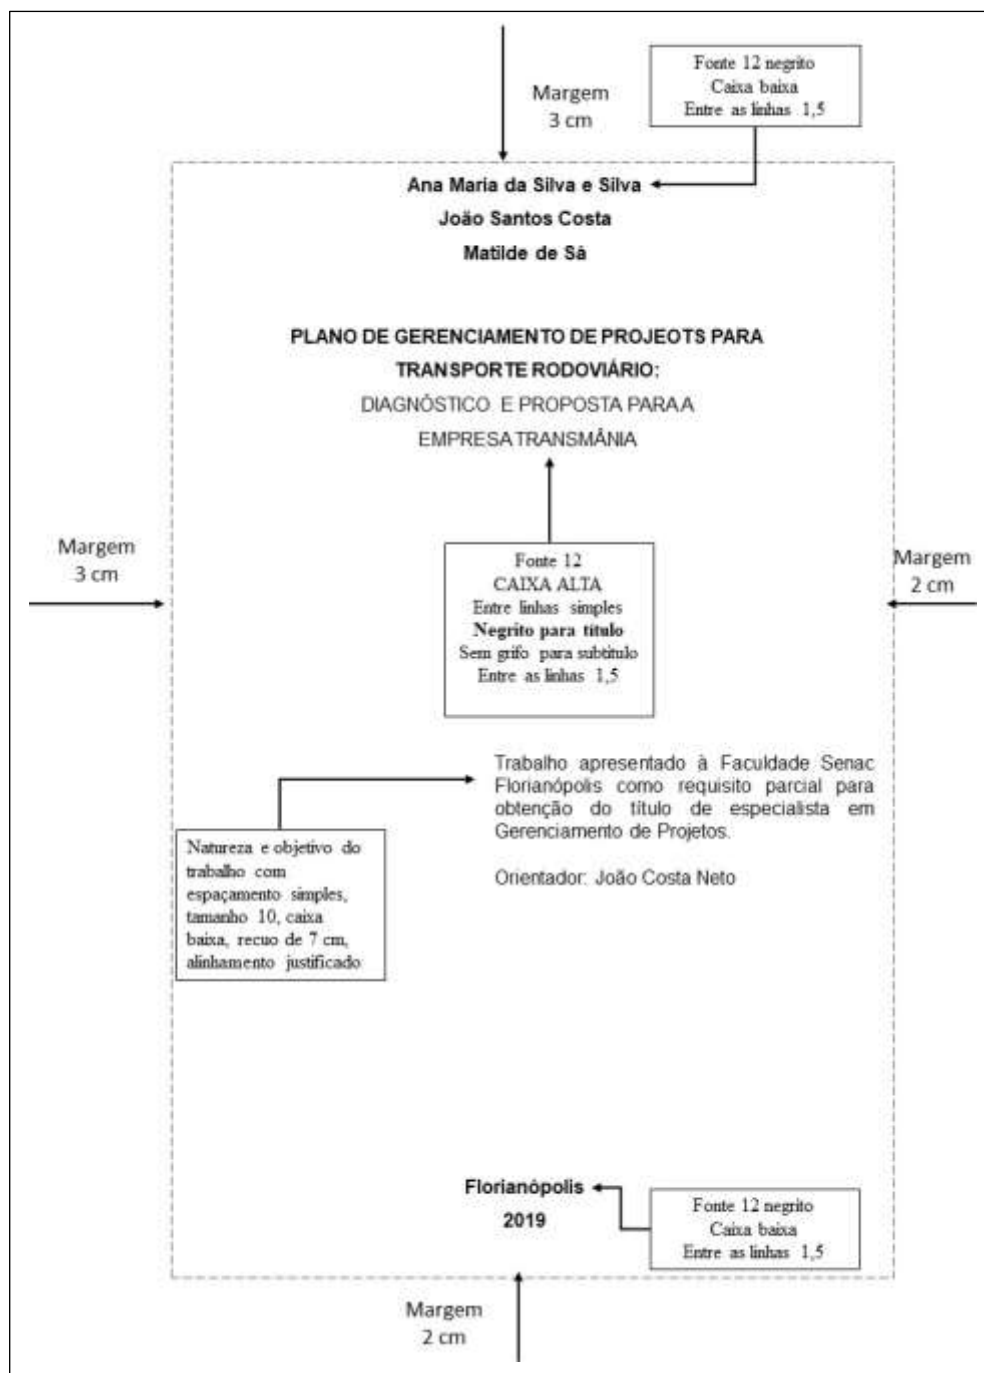 Margem
3 cm
Fonte 12 negrito
Caixa baixa
Entre as linhas 1,5
Ana Maria da Silva e Silva
João Santos Costa
Matilde de Sá
PLANO DE GERENCIAMENTO DE PROJEOTS PARA
TRANSPORTE RODOVIÁRIO:
DIAGNÓSTICO E PROPOSTA PARA A
EMPRESA TRANSMÂNIA
Margem
3 cm
Fonte 12
CAIXA ALTA
Entre linhas simples
Negrito para título
Sem grifo para subtítulo
Entre as linhas 1,5
Margem
2 cm
Trabalho apresentado à Faculdade Senac
Florianópolis como requisito parcial para
obtenção do título de especialista em
Gerenciamento de Projetos.
Orientador: João Costa Neto
Natureza e objetivo do
trabalho com
espaçamento simples,
tamanho 10, caixa
baixa, recuo de 7 cm,
alinhamento justificado
Florianópolis
2019
Fonte 12 negrito
Caixa baixa
Entre as linhas 1,5
Margem
2 cm